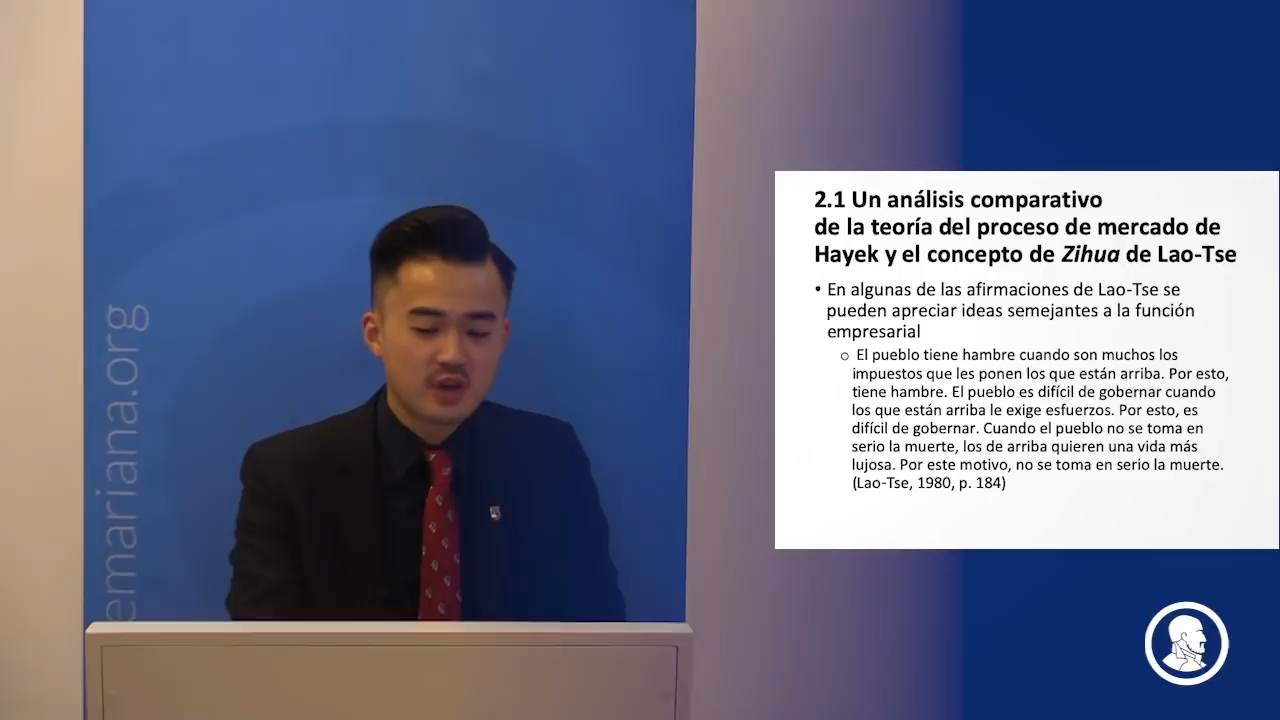 emariana.org
2.1 Un análisis comparativo
de la teoría del proceso de mercado de
Hayek y el concepto de Zihua de Lao-Tse
• En algunas de las afirmaciones de Lao-Tse se
pueden apreciar ideas semejantes a la función
empresarial
○ El pueblo tiene hambre cuando son muchos los
impuestos que les ponen los que están arriba. Por esto,
tiene hambre. El pueblo es difícil de gobernar cuando
los que están arriba le exige esfuerzos. Por esto, es
difícil de gobernar. Cuando el pueblo no se toma en
serio la muerte, los de arriba quieren una vida más
lujosa. Por este motivo, no se toma en serio la muerte.
(Lao-Tse, 1980, p. 184)